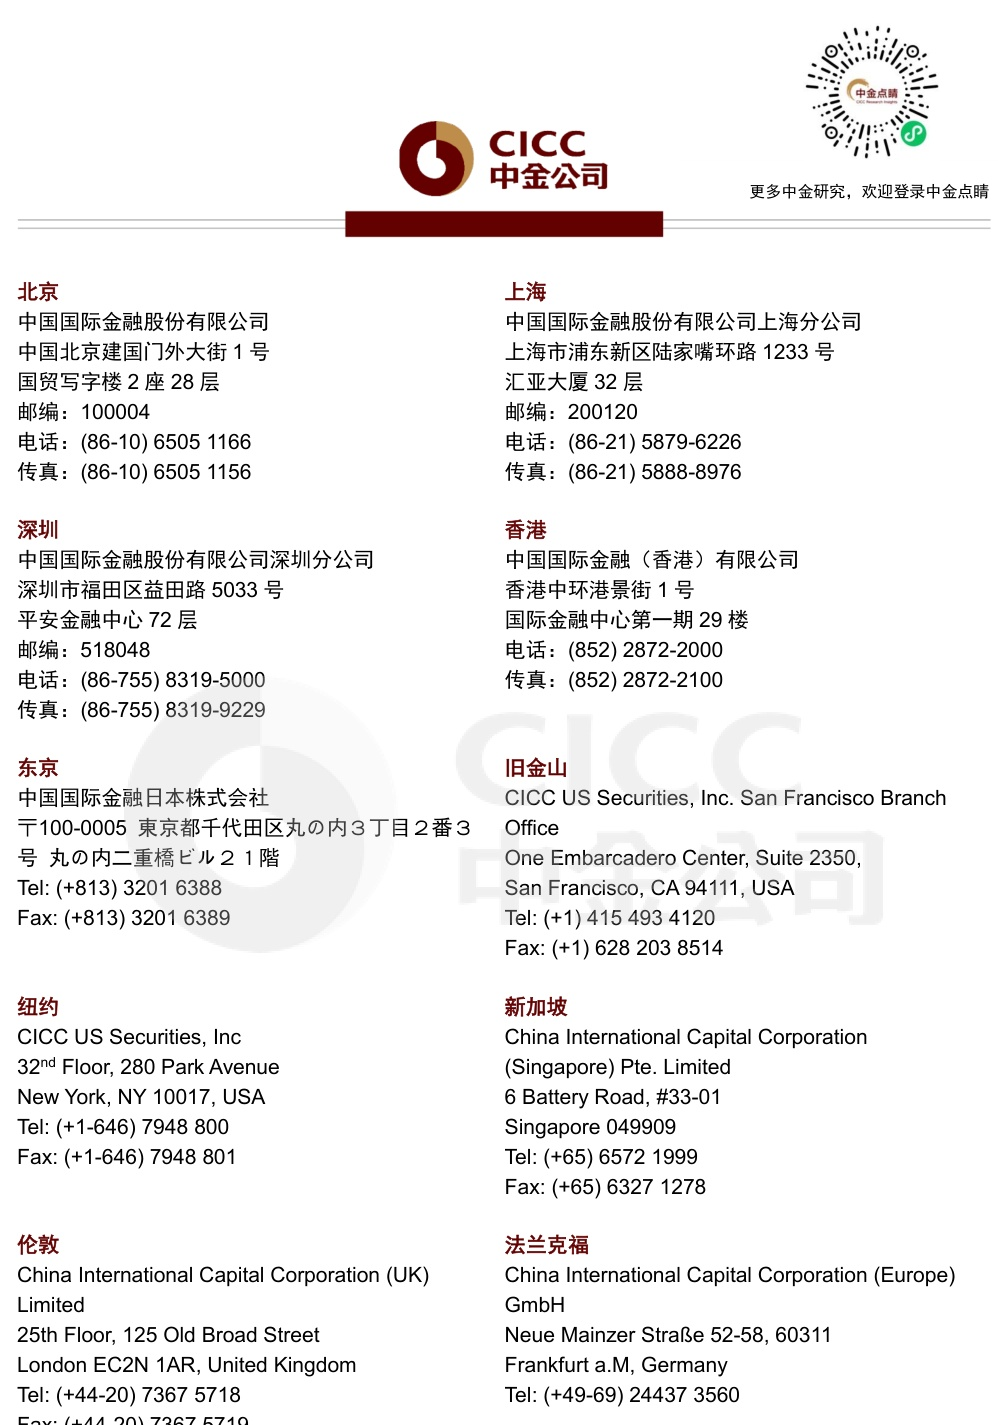 中金点睛
CICC Research Insights
CICC
中金公司
更多中金研究，欢迎登录中金点睛
北京
中国国际金融股份有限公司
中国北京建国门外大街 1 号
国贸写字楼 2 座 28 层
邮编：100004
电话：(86-10) 6505 1166
传真：(86-10) 6505 1156
上海
中国国际金融股份有限公司上海分公司
上海市浦东新区陆家嘴环路 1233 号
汇亚大厦 32 层
邮编：200120
电话：(86-21) 5879-6226
传真：(86-21) 5888-8976
深圳
中国国际金融股份有限公司深圳分公司
深圳市福田区益田路 5033 号
平安金融中心 72 层
邮编：518048
电话：(86-755) 8319-5000
传真：(86-755) 8319-9229
香港
中国国际金融（香港）有限公司
香港中环港景街 1 号
国际金融中心第一期 29 楼
电话：(852) 2872-2000
传真：(852) 2872-2100
东京
中国国际金融日本株式会社
〒100-0005 東京都千代田区丸の内３丁目２番３
号 丸の内二重橋ビル２１階
Tel: (+813) 3201 6388
Fax: (+813) 3201 6389
旧金山
CICC US Securities, Inc. San Francisco Branch
Office
One Embarcadero Center, Suite 2350,
San Francisco, CA 94111, USA
Tel: (+1) 415 493 4120
Fax: (+1) 628 203 8514
纽约
CICC US Securities, Inc
32nd Floor, 280 Park Avenue
New York, NY 10017, USA
Tel: (+1-646) 7948 800
Fax: (+1-646) 7948 801
新加坡
China International Capital Corporation
(Singapore) Pte. Limited
6 Battery Road, #33-01
Singapore 049909
Tel: (+65) 6572 1999
Fax: (+65) 6327 1278
伦敦
China International Capital Corporation (UK)
Limited
25th Floor, 125 Old Broad Street
London EC2N 1AR, United Kingdom
Tel: (+44-20) 7367 5718
Fax: (+44-20) 7367 5719
法兰克福
China International Capital Corporation (Europe)
GmbH
Neue Mainzer Straße 52-58, 60311
Frankfurt a.M, Germany
Tel: (+49-69) 24437 3560
CICC
中金公司